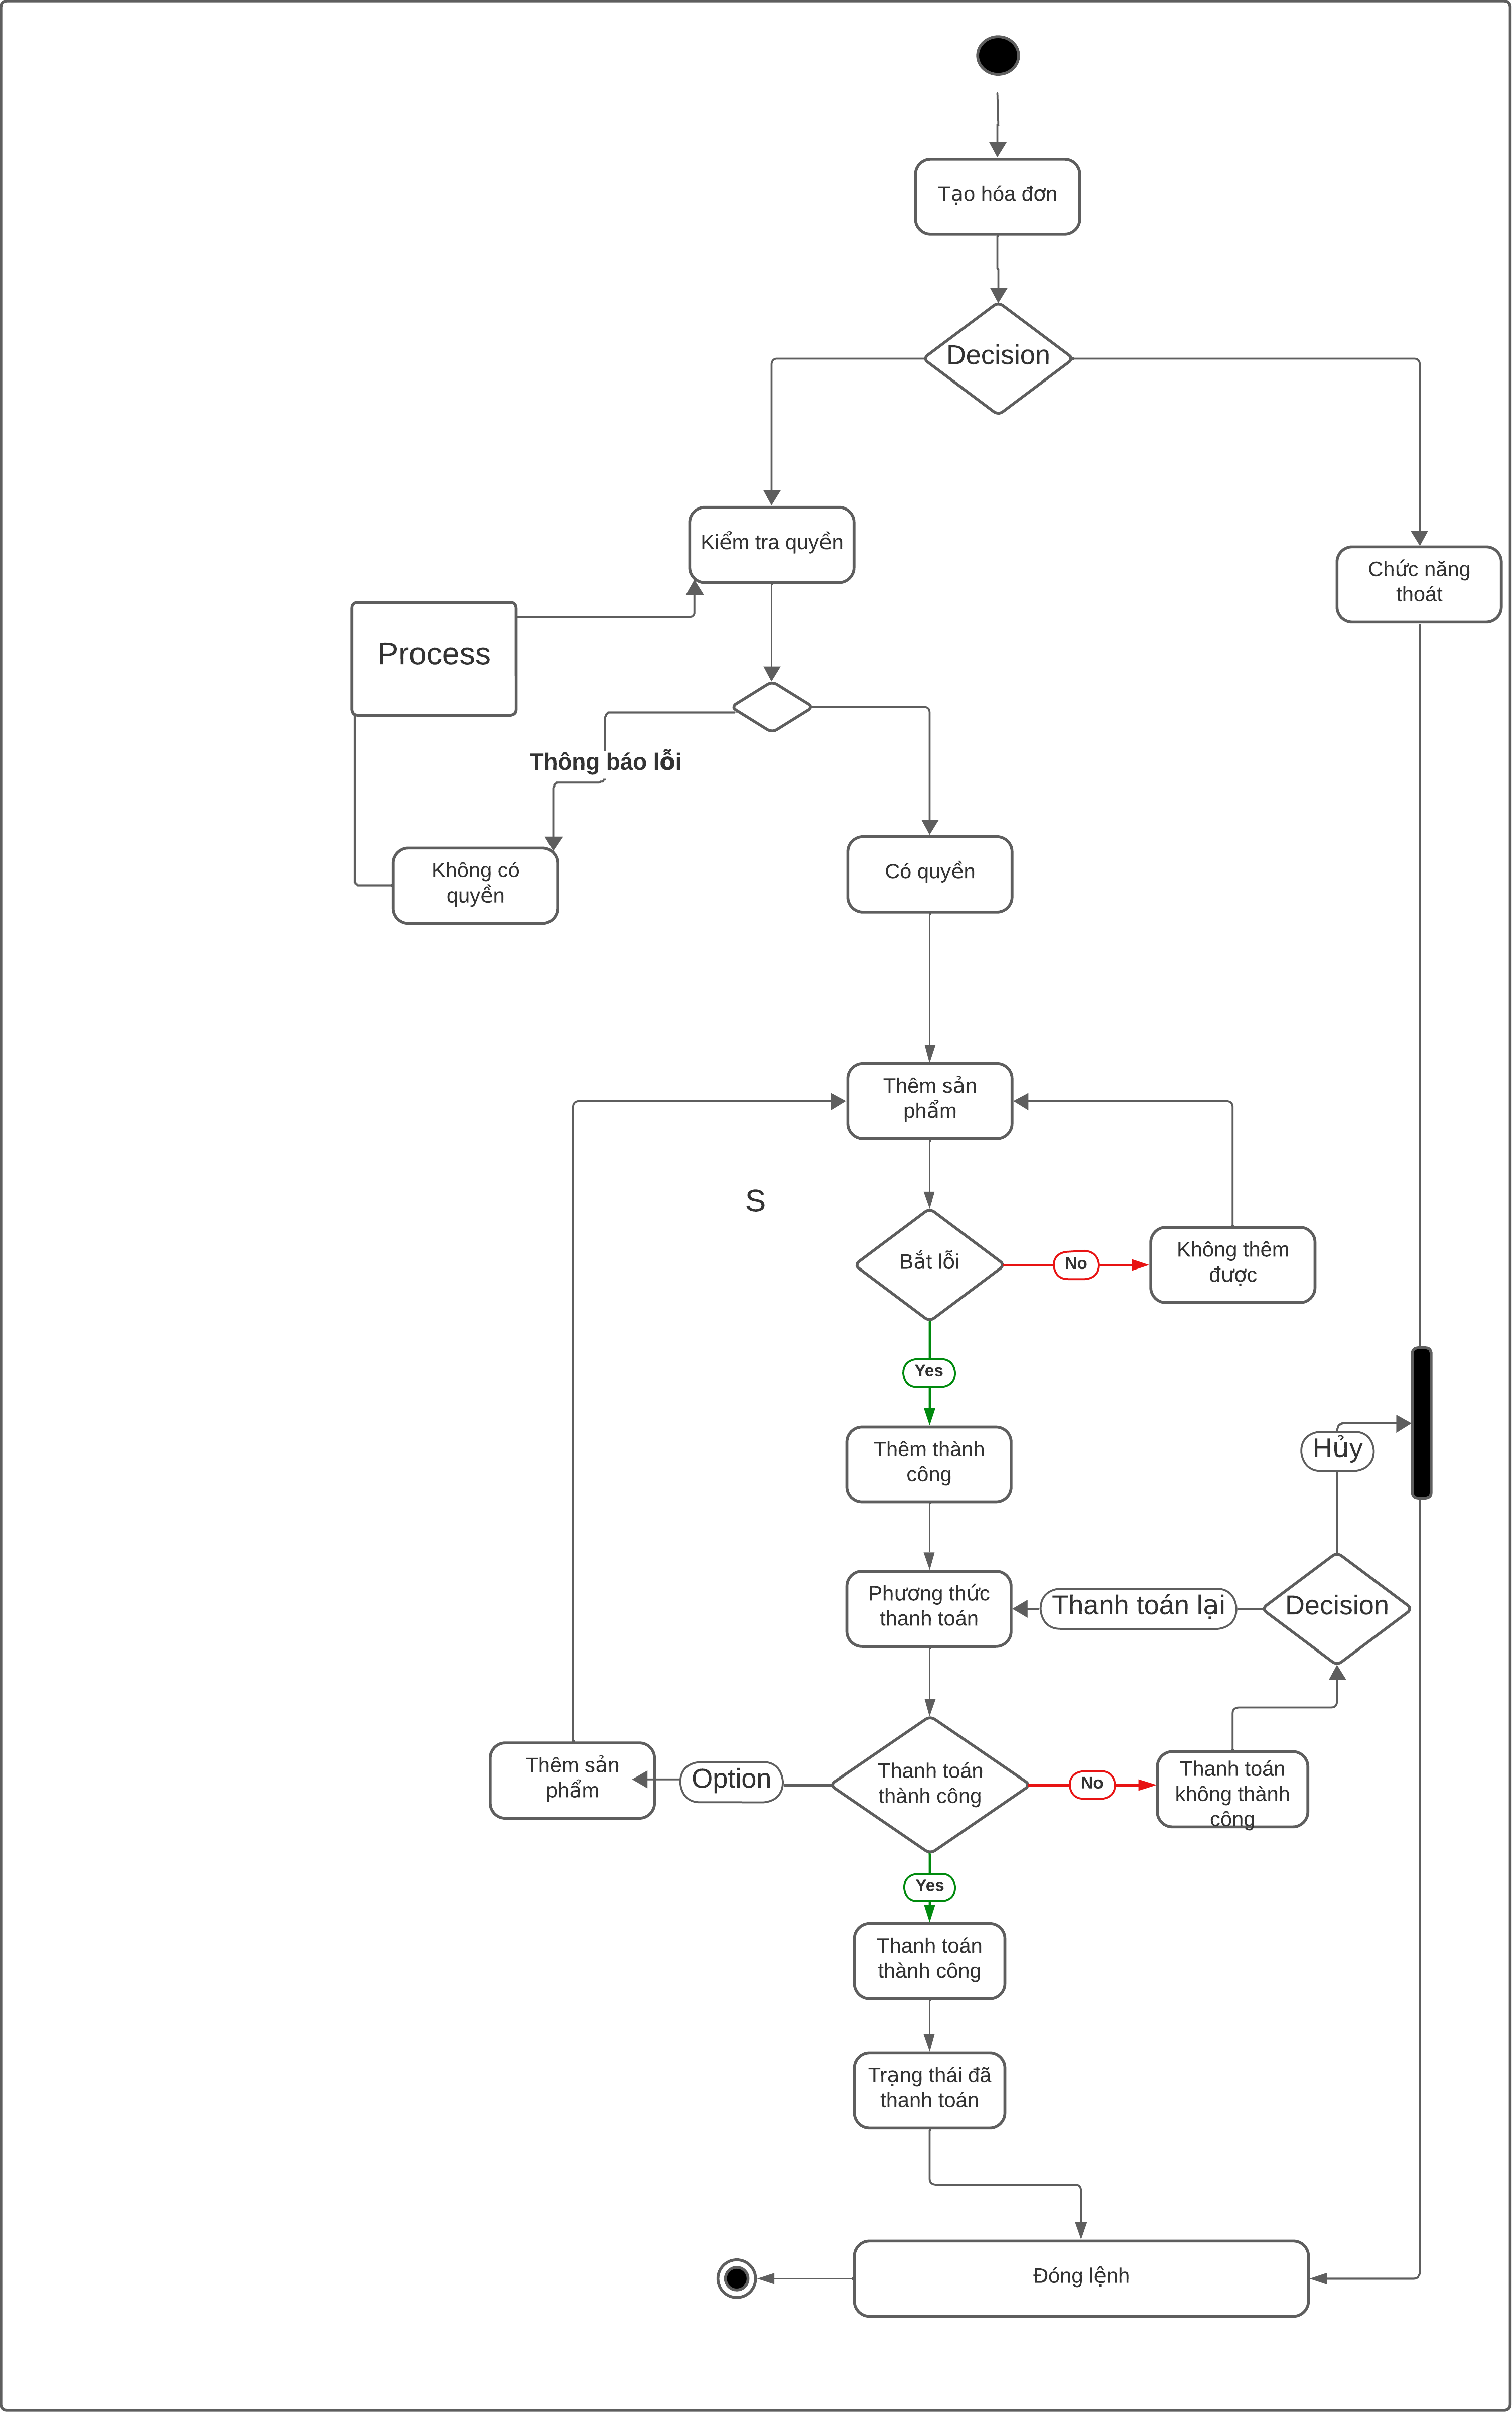 Tạo hóa đơn
Decision
Kiểm tra quyền
Chức năng
thoát
Process
Thông báo lỗi
Không có
quyền
Có quyền
Thêm sản
phẩm
S
Bắt lỗi
No
Không thêm
được
Yes
Thêm thành
công
Hủy
Phương thức
thanh toán
Thanh toán lại
Decision
Thêm sản
phẩm
Option
Thanh toán
thành công
No
Thanh toán
không thành
công
Yes
Thanh toán
thành công
Trạng thái đã
thanh toán
Đóng lệnh